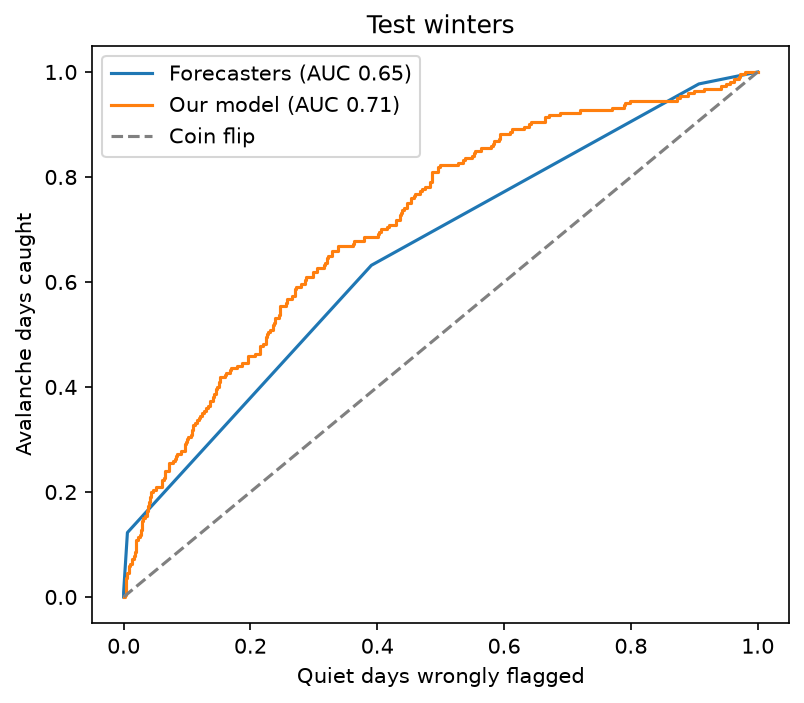 Test winters
Forecasters (AUC 0.65)
Our model (AUC 0.71)
Coin flip
Avalanche days caught
1.0
0.8
0.6
0.4
0.2
0.0
0.0 0.2 0.4 0.6 0.8 1.0
Quiet days wrongly flagged